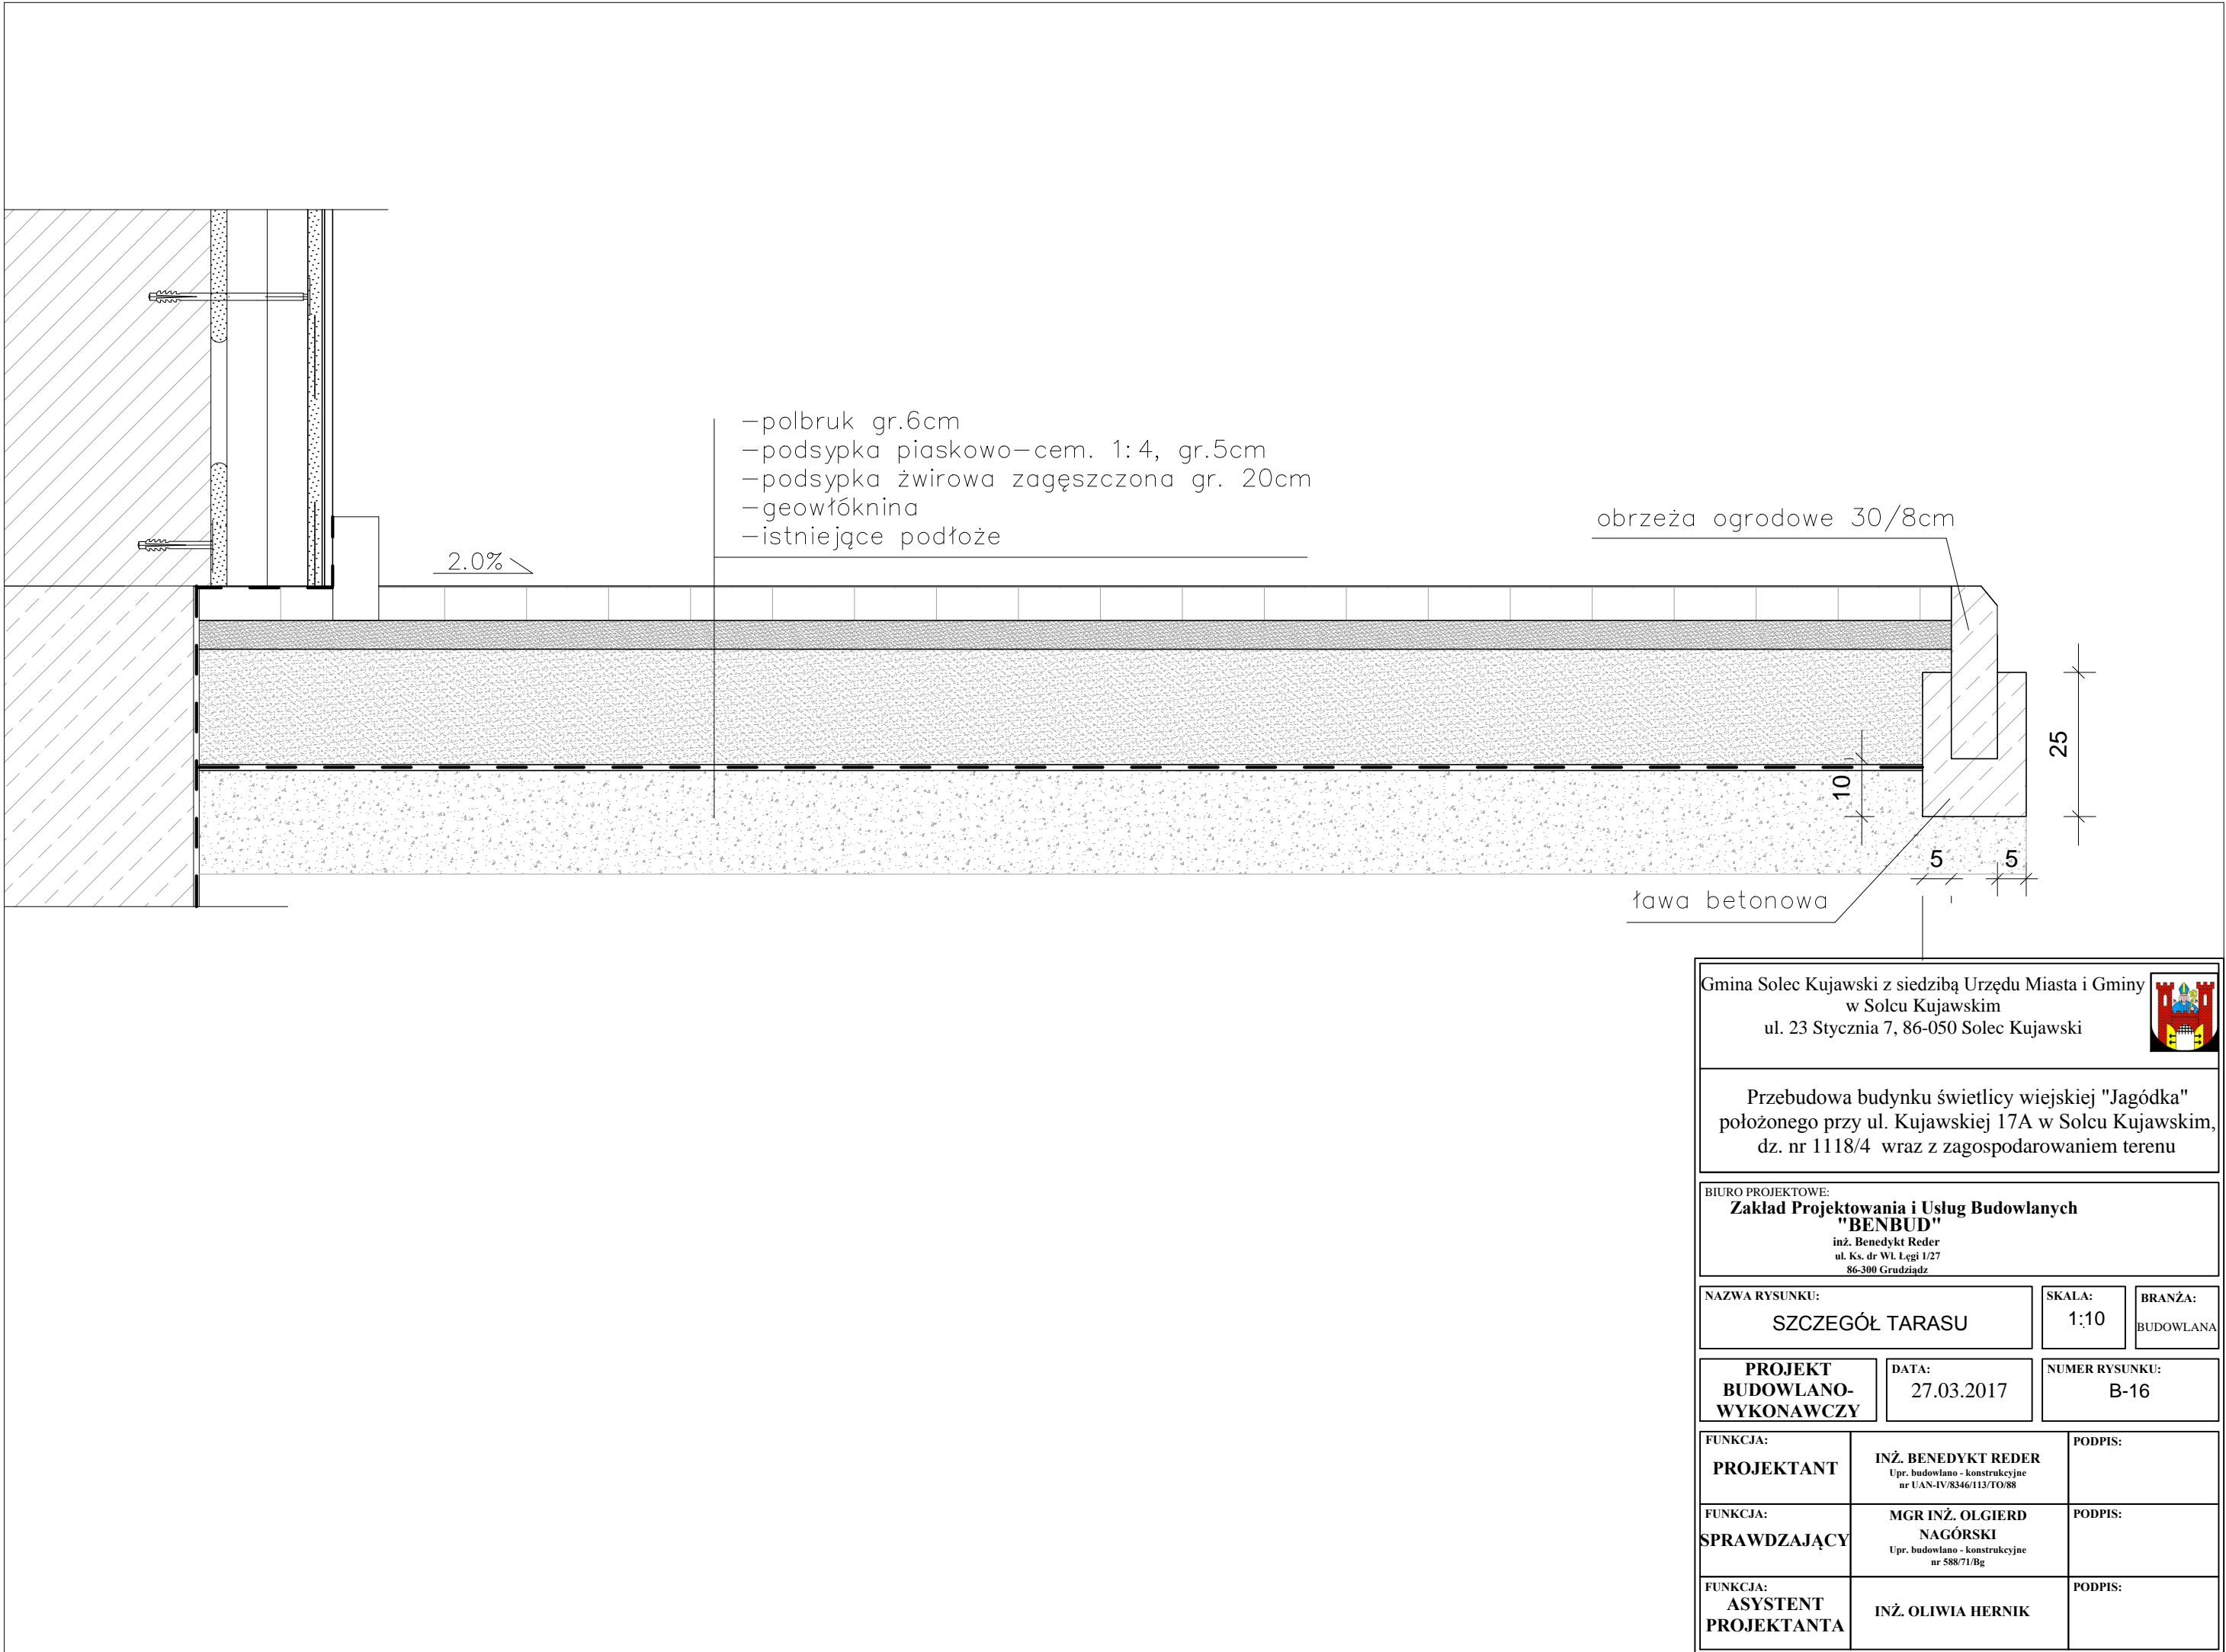 -polbruk gr.6cm
-podsypka piaskowo-cem. 1:4, gr.5cm
-podsypka żwirowa zagęszczona gr. 20cm
-geowłóknina
-istniejące podłoże
obrzeża ogrodowe 30/8cm
2.0%
25
10
5
5
ława betonowa
Gmina Solec Kujawski z siedzibą Urzędu Miasta i Gminy
w Solcu Kujawskim
ul. 23 Stycznia 7, 86-050 Solec Kujawski
Przebudowa budynku świetlicy wiejskiej "Jagódka"
położonego przy ul. Kujawskiej 17A w Solcu Kujawskim,
dz. nr 1118/4 wraz z zagospodarowaniem terenu
BIURO PROJEKTOWE:
Zakład Projektowania i Usług Budowlanych
"BENBUD"
inż. Benedykt Reder
ul. Ks. dr Wł. Łęgi 1/27
86-300 Grudziądz
NAZWA RYSUNKU:
SZCZEGÓŁ TARASU
SKALA:
1:10
BRANŻA:
BUDOWLANA
PROJEKT
BUDOWLANO-
WYKONAWCZY
DATA:
27.03.2017
NUMER RYSUNKU:
B-16
FUNKCJA:
PROJEKTANT
INŻ. BENEDYKT REDER
Upr. budowlano - konstrukcyjne
nr UAN-IV/8346/113/TO/88
PODPIS:
FUNKCJA:
SPRAWDZAJĄCY
MGR INŻ. OLGIERD
NAGÓRSKI
Upr. budowlano - konstrukcyjne
nr 588/71/Bg
PODPIS:
FUNKCJA:
ASYSTENT
PROJEKTANTA
INŻ. OLIWIA HERNIK
PODPIS: